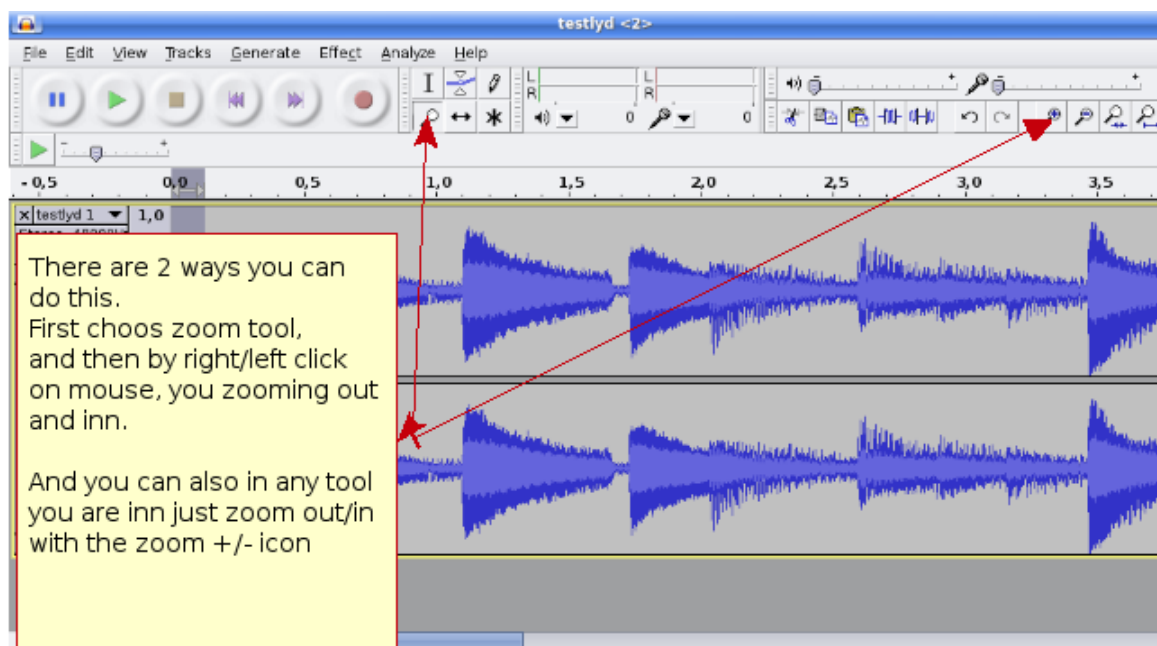 testlyd <2>
File Edit View Tracks Generate Effect Analyze Help
L
R
L
R
0
0
- +
- 0,5 0,0 0,5 1,0 1,5 2,0 2,5 3,0 3,5
x testlyd 1 1,0
There are 2 ways you can
do this.
First choos zoom tool,
and then by right/left click
on mouse, you zooming out
and inn.
And you can also in any tool
you are inn just zoom out/in
with the zoom +/- icon